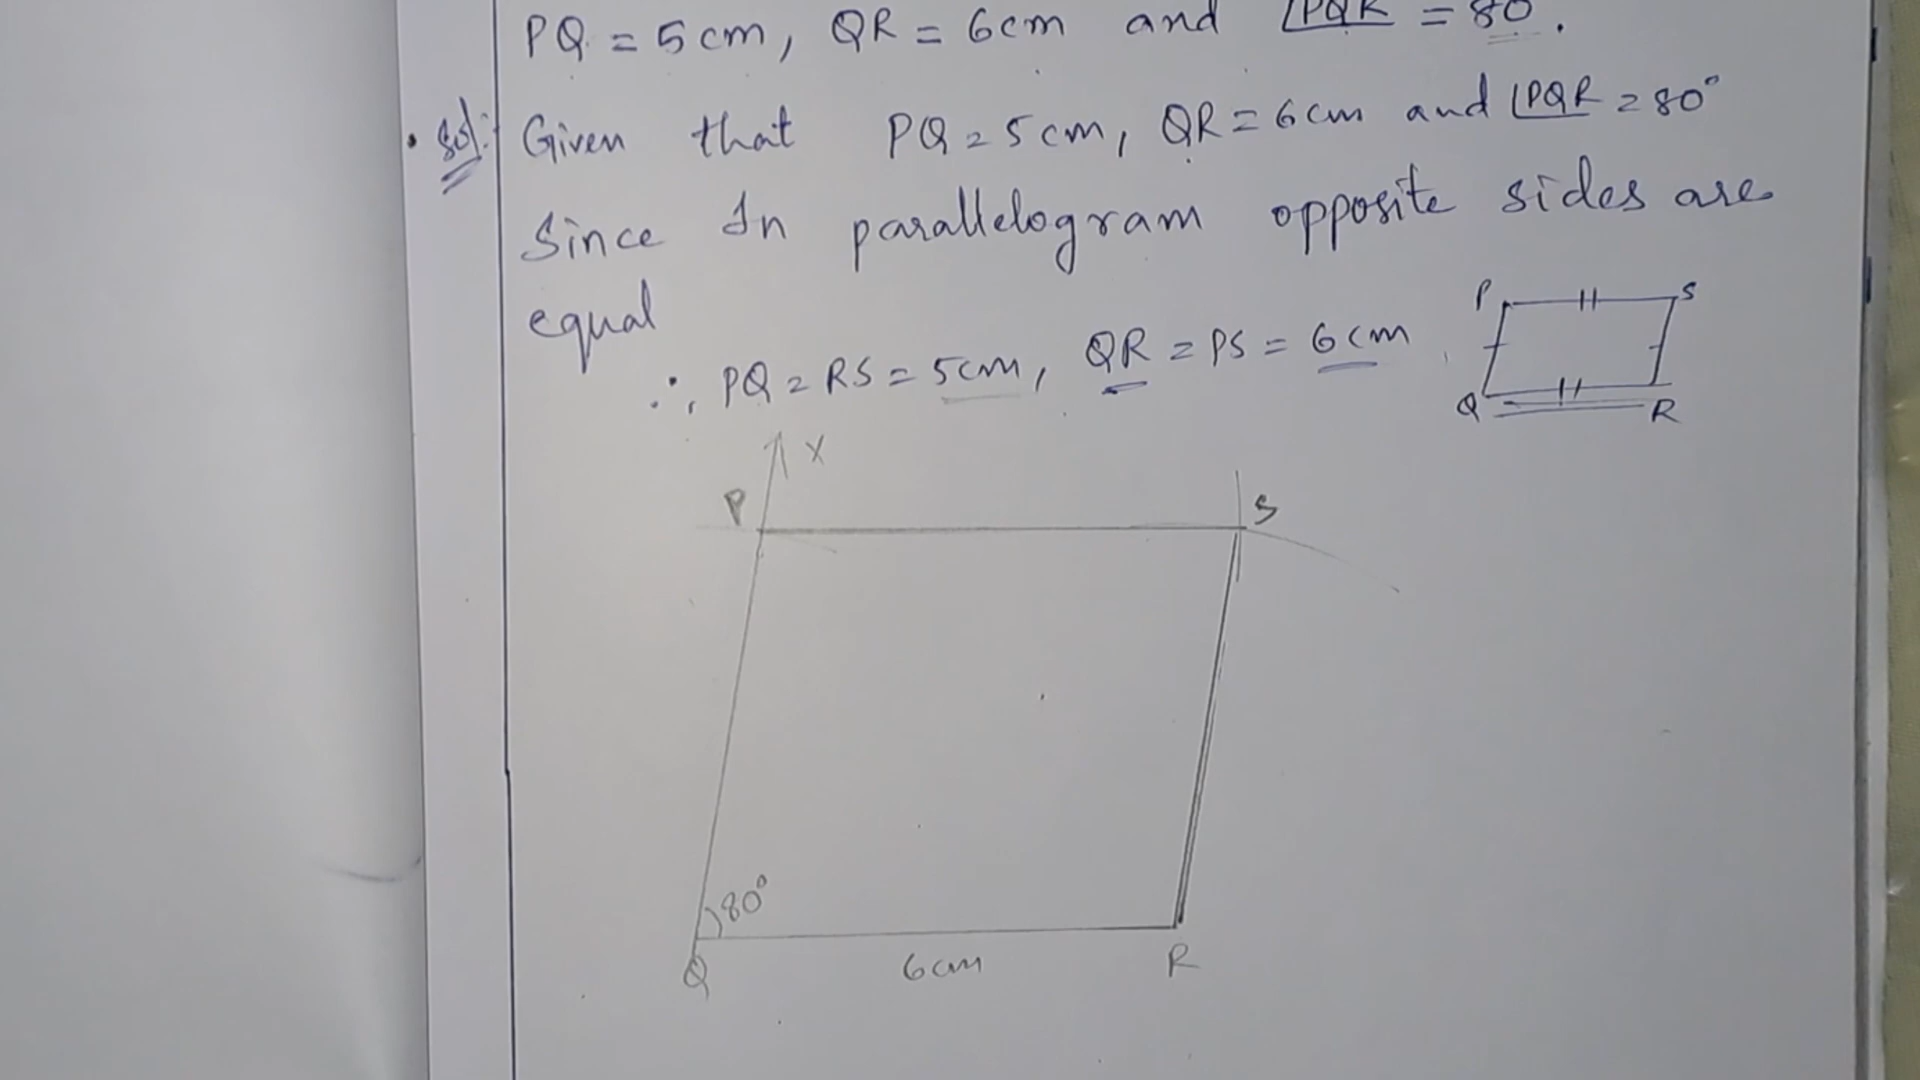 PQ = 5cm, QR = 6cm and ∠PQR = 80°.
Sol: Given that PQ = 5cm, QR = 6cm and ∠PQR = 80°
Since In parallelogram opposite sides are
equal
∴, PQ = RS = 5cm, QR = PS = 6cm
P S
Q R
X
P S
80°
Q 6cm R